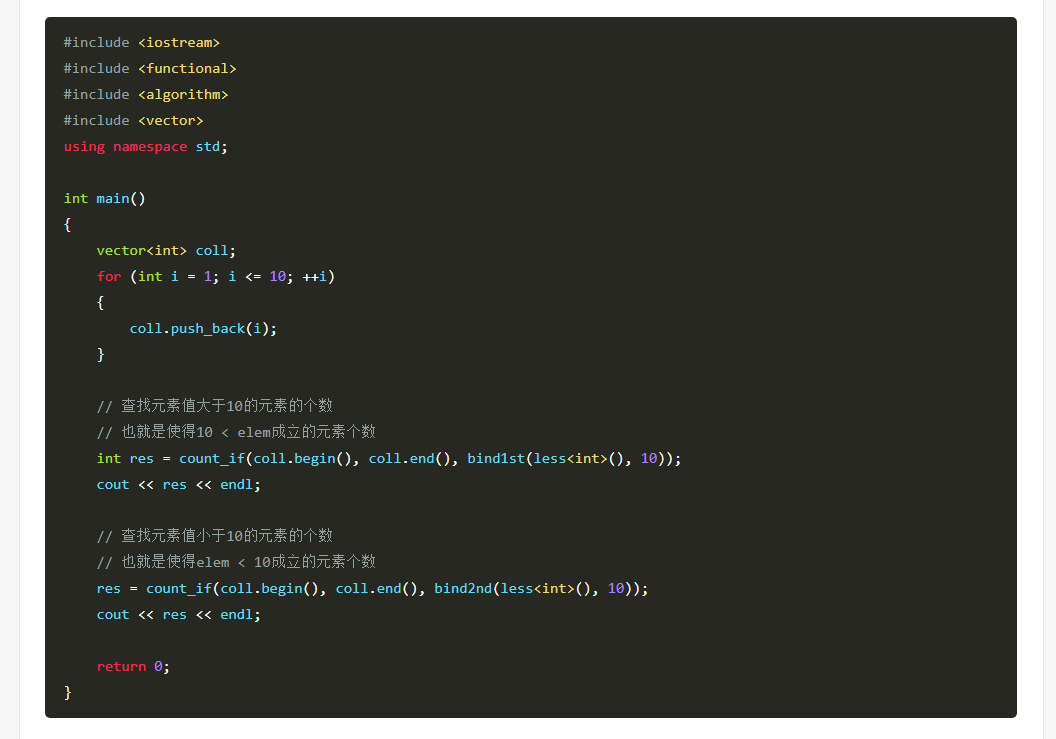 #include <iostream>
#include <functional>
#include <algorithm>
#include <vector>
using namespace std;
int main()
{
    vector<int> coll;
    for (int i = 1; i <= 10; ++i)
    {
        coll.push_back(i);
    }
    // 查找元素值大于10的元素的个数
    // 也就是使得10 < elem成立的元素个数
    int res = count_if(coll.begin(), coll.end(), bind1st(less<int>(), 10));
    cout << res << endl;
    // 查找元素值小于10的元素的个数
    // 也就是使得elem < 10成立的元素个数
    res = count_if(coll.begin(), coll.end(), bind2nd(less<int>(), 10));
    cout << res << endl;
    return 0;
}